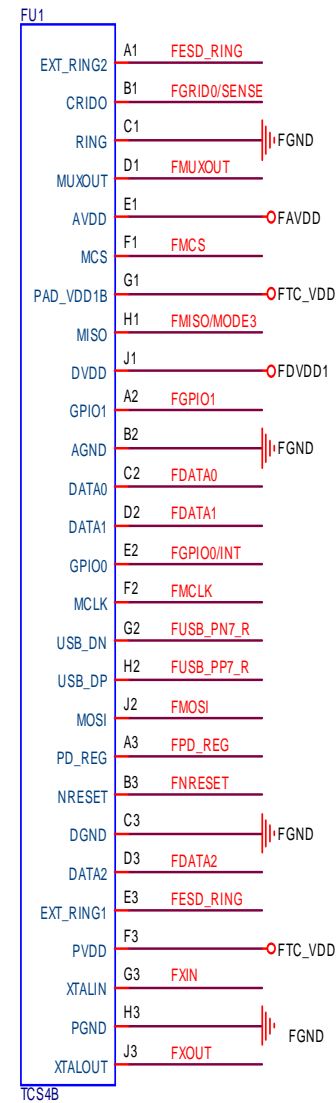 FU1
EXT_RING2 A1 FESD_RING
CRIDO B1 FGRID0/SENSE
RING C1 FGND
MUXOUT D1 FMUXOUT
AVDD E1 FAVDD
MCS F1 FMCS
PAD_VDD1B G1 FTC_VDD
MISO H1 FMISO/MODE3
DVDD J1 FDVDD1
GPIO1 A2 FGPIO1
AGND B2 FGND
DATA0 C2 FDATA0
DATA1 D2 FDATA1
GPIO0 E2 FGPIO0/INT
MCLK F2 FMCLK
USB_DN G2 FUSB_PN7_R
USB_DP H2 FUSB_PP7_R
MOSI J2 FMOSI
PD_REG A3 FPD_REG
NRESET B3 FNRESET
DGND C3 FGND
DATA2 D3 FDATA2
EXT_RING1 E3 FESD_RING
PVDD F3 FTC_VDD
XTALIN G3 FXIN
PGND H3 FGND
XTALOUT J3 FXOUT
TCS4B